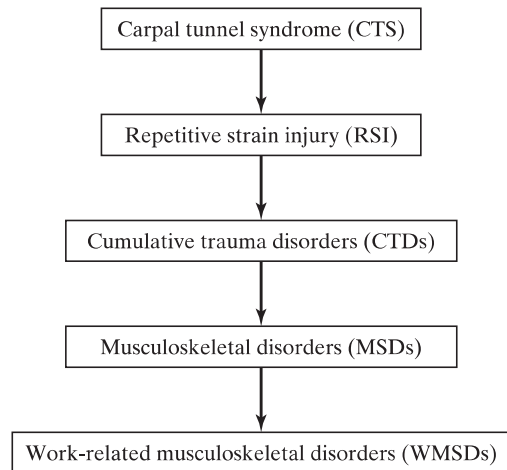 Carpal tunnel syndrome (CTS)
Repetitive strain injury (RSI)
Cumulative trauma disorders (CTDs)
Musculoskeletal disorders (MSDs)
Work-related musculoskeletal disorders (WMSDs)